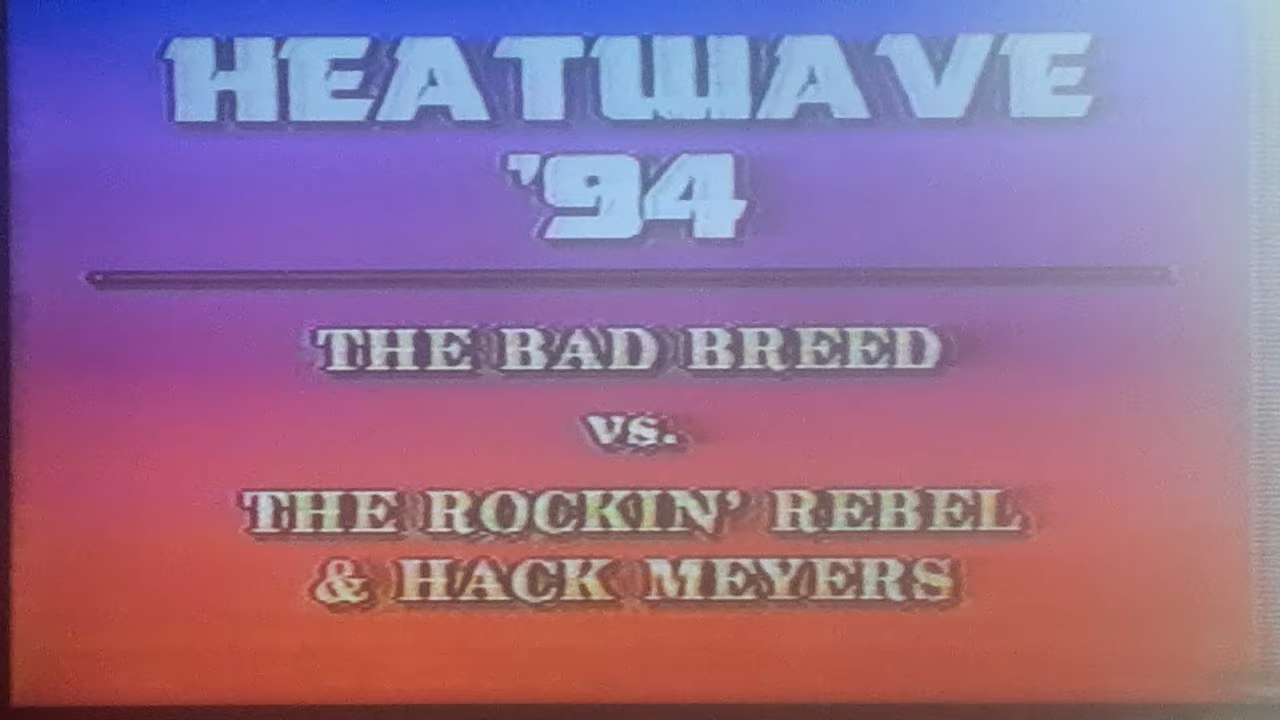 HEATWAVE
'94
THE BAD BREED
vs.
THE ROCKIN' REBEL
& HACK MEYERS